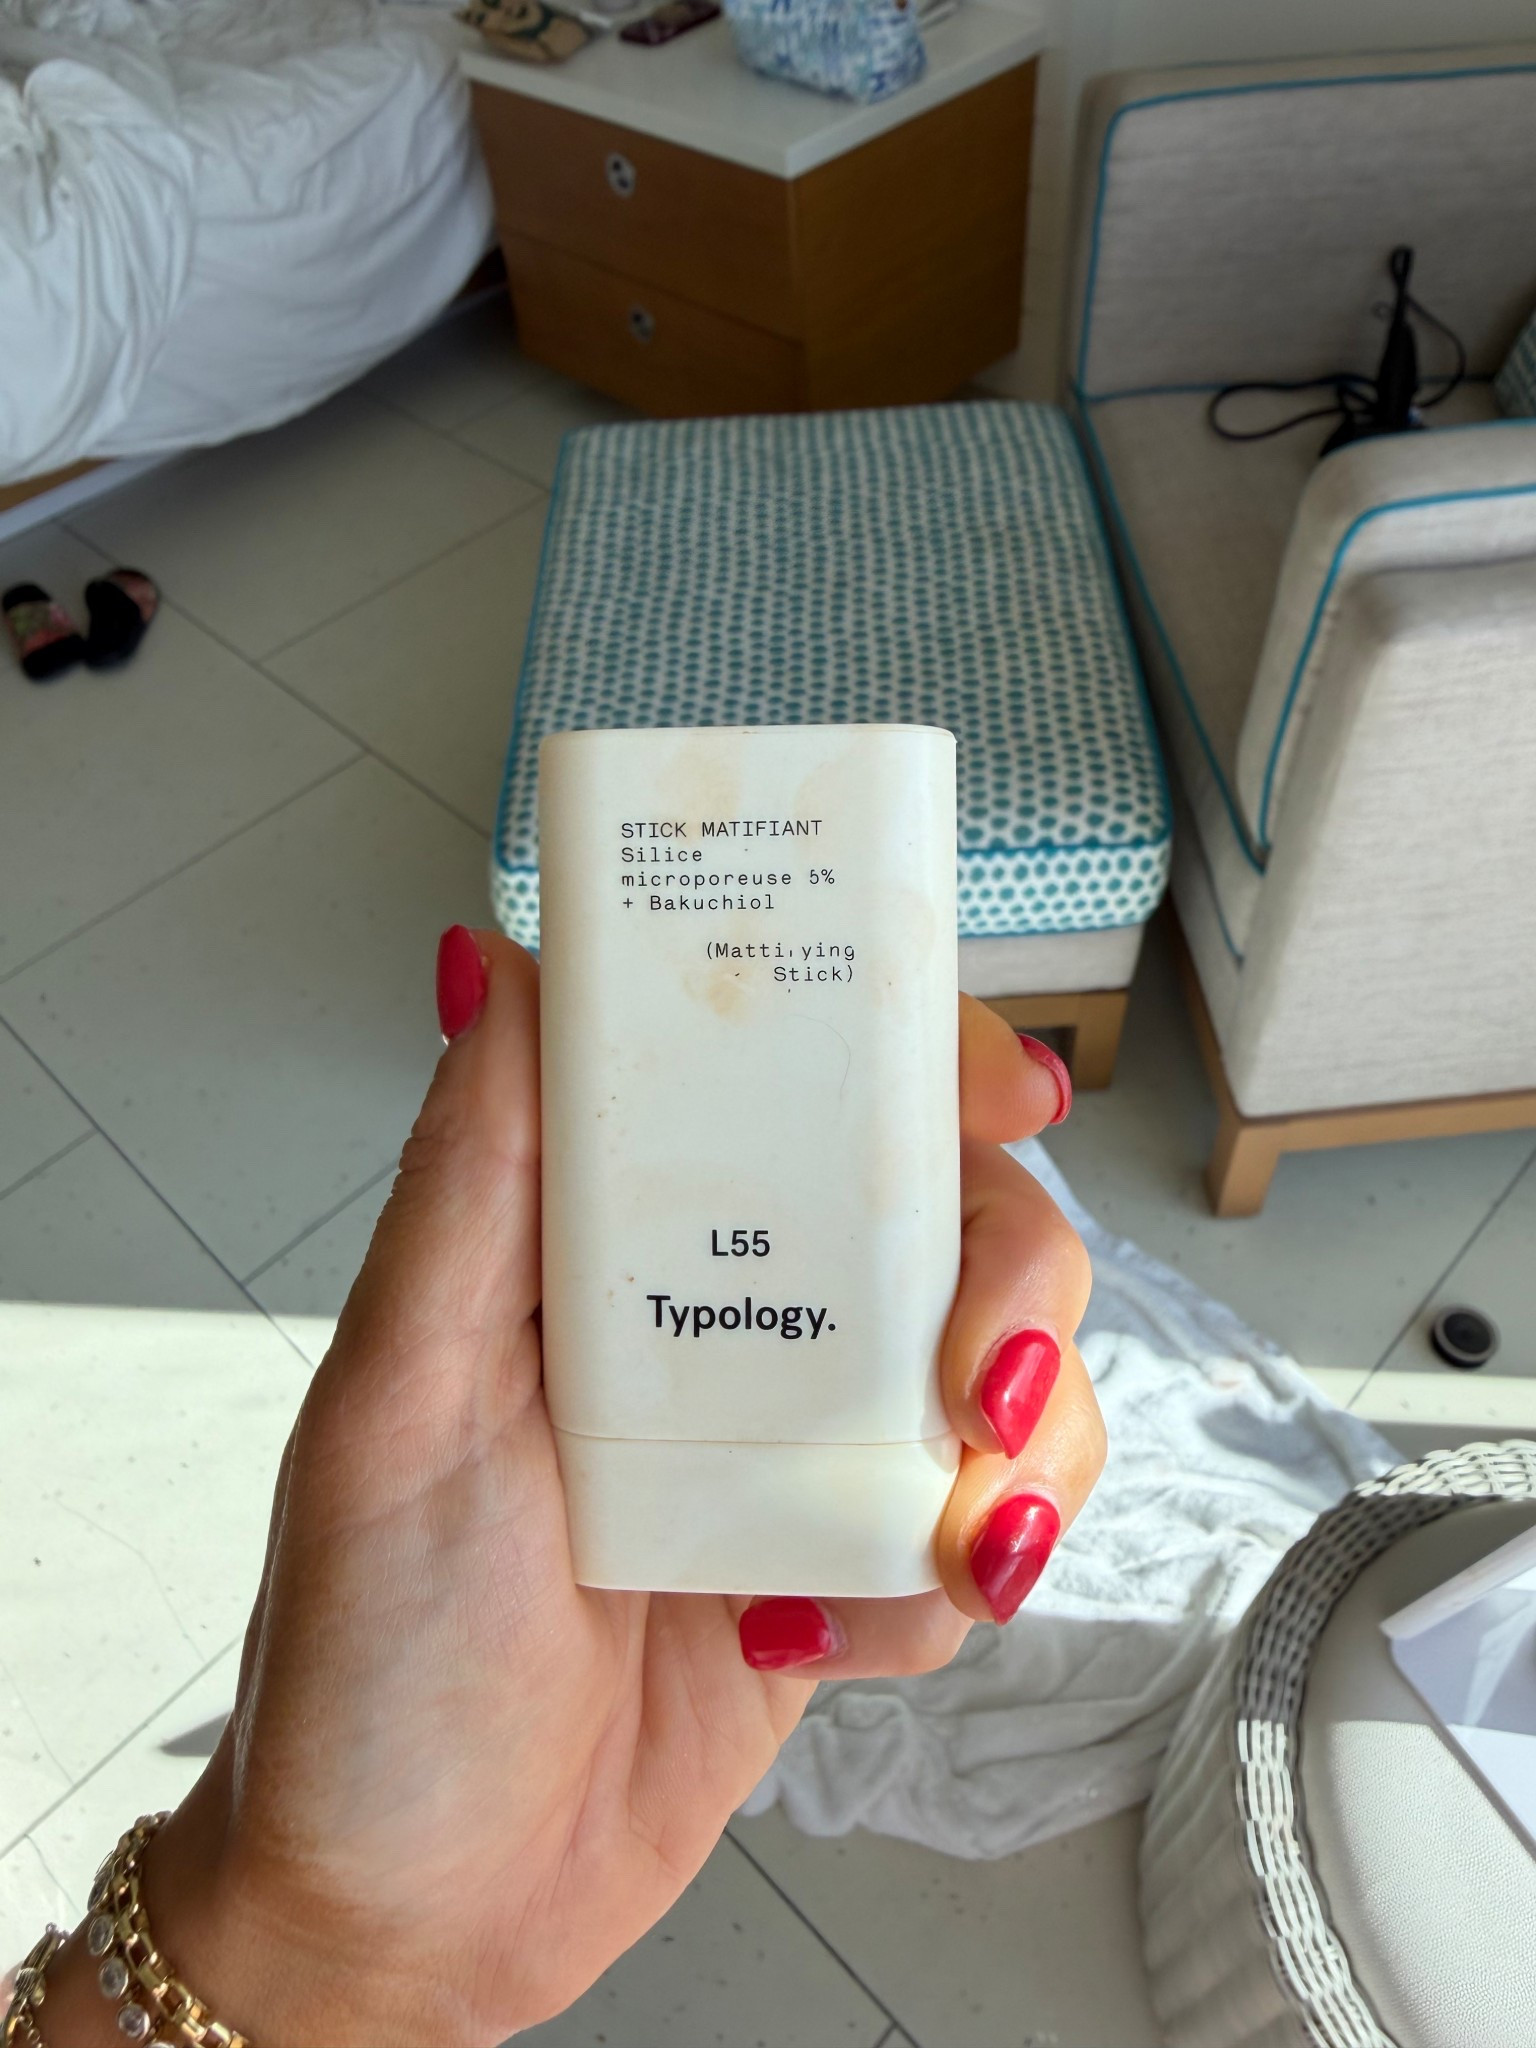 STICK MATIFIANT
Silice
microporeuse 5%
+ Bakuchiol
(Mattifying
Stick)
L55
Typology.